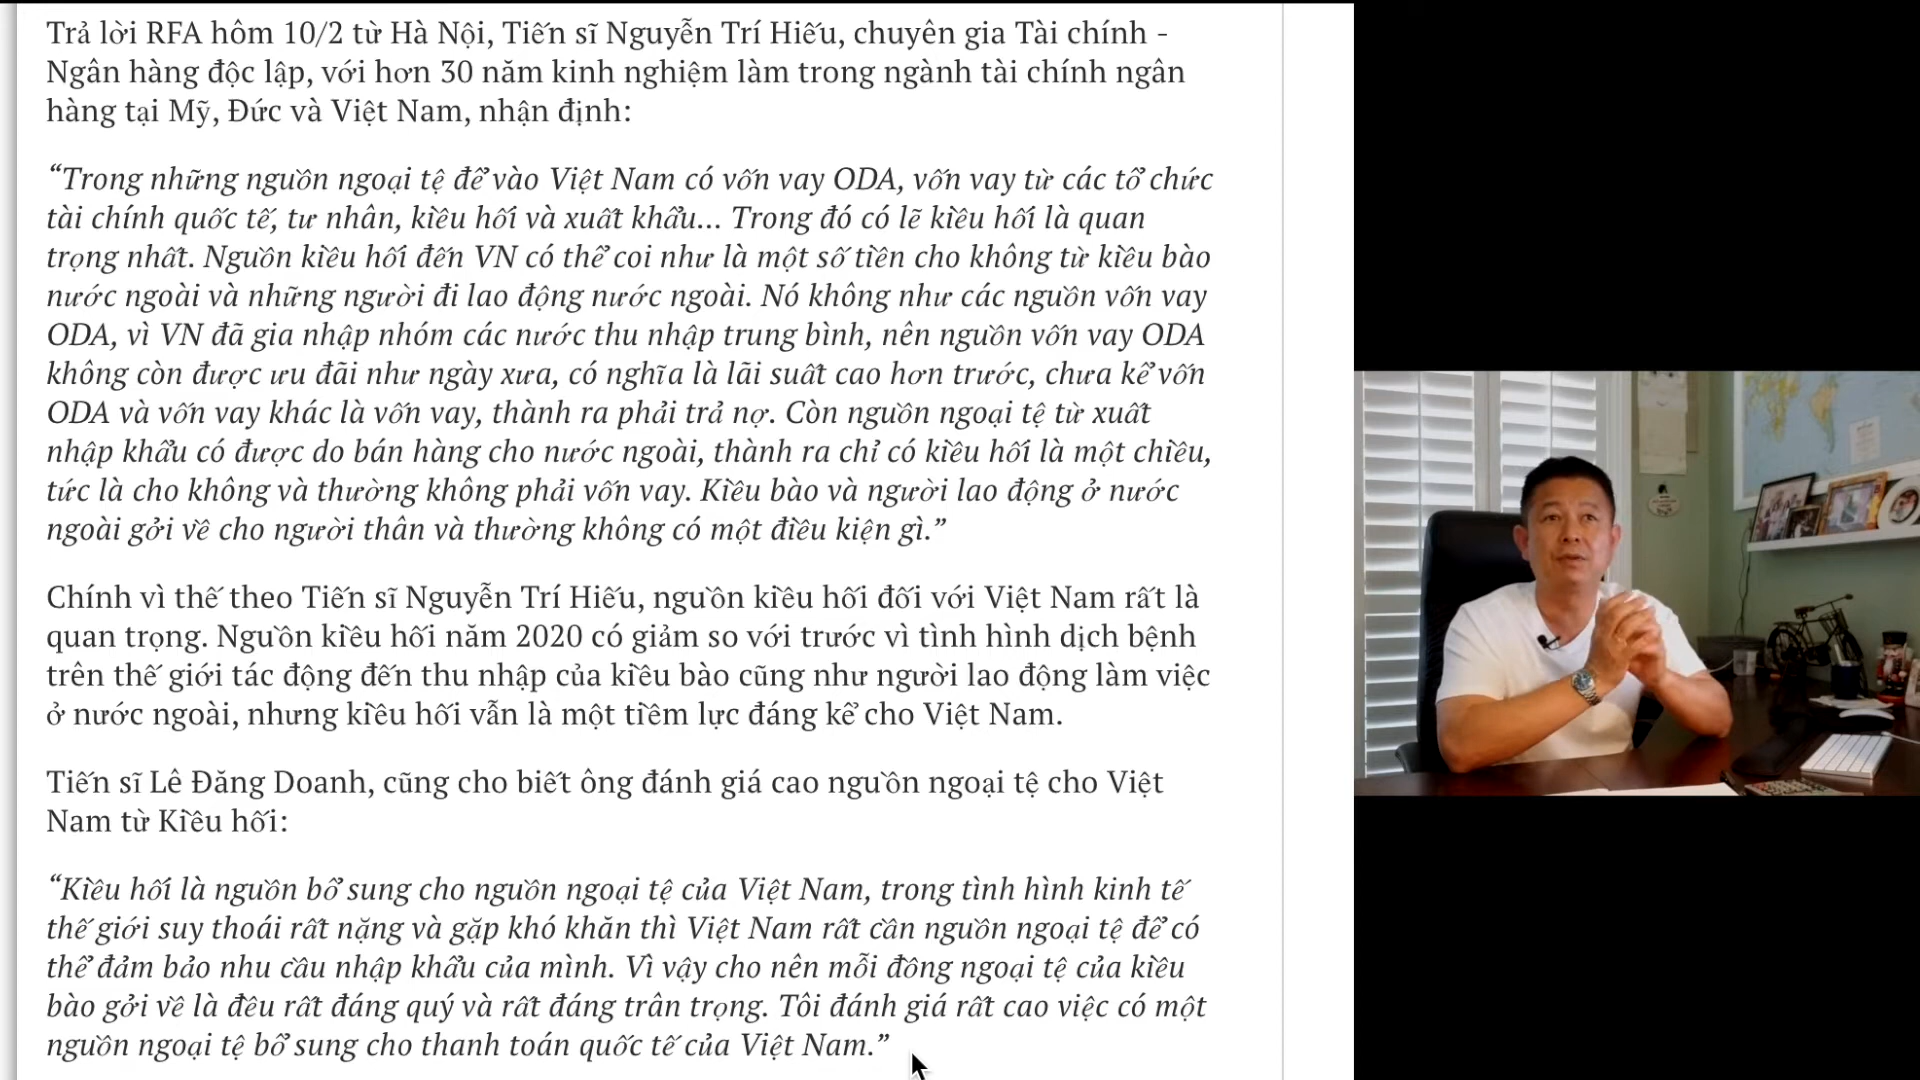 Trả lời RFA hôm 10/2 từ Hà Nội, Tiến sĩ Nguyễn Trí Hiếu, chuyên gia Tài chính -
Ngân hàng độc lập, với hơn 30 năm kinh nghiệm làm trong ngành tài chính ngân
hàng tại Mỹ, Đức và Việt Nam, nhận định:
“Trong những nguồn ngoại tệ để vào Việt Nam có vốn vay ODA, vốn vay từ các tổ chức
tài chính quốc tế, tư nhân, kiều hối và xuất khẩu... Trong đó có lẽ kiều hối là quan
trọng nhất. Nguồn kiều hối đến VN có thể coi như là một số tiền cho không từ kiều bào
nước ngoài và những người đi lao động nước ngoài. Nó không như các nguồn vốn vay
ODA, vì VN đã gia nhập nhóm các nước thu nhập trung bình, nên nguồn vốn vay ODA
không còn được ưu đãi như ngày xưa, có nghĩa là lãi suất cao hơn trước, chưa kể vốn
ODA và vốn vay khác là vốn vay, thành ra phải trả nợ. Còn nguồn ngoại tệ từ xuất
nhập khẩu có được do bán hàng cho nước ngoài, thành ra chỉ có kiều hối là một chiều,
tức là cho không và thường không phải vốn vay. Kiều bào và người lao động ở nước
ngoài gởi về cho người thân và thường không có một điều kiện gì.”
Chính vì thế theo Tiến sĩ Nguyễn Trí Hiếu, nguồn kiều hối đối với Việt Nam rất là
quan trọng. Nguồn kiều hối năm 2020 có giảm so với trước vì tình hình dịch bệnh
trên thế giới tác động đến thu nhập của kiều bào cũng như người lao động làm việc
ở nước ngoài, nhưng kiều hối vẫn là một tiềm lực đáng kể cho Việt Nam.
Tiến sĩ Lê Đăng Doanh, cũng cho biết ông đánh giá cao nguồn ngoại tệ cho Việt
Nam từ Kiều hối:
“Kiều hối là nguồn bổ sung cho nguồn ngoại tệ của Việt Nam, trong tình hình kinh tế
thế giới suy thoái rất nặng và gặp khó khăn thì Việt Nam rất cần nguồn ngoại tệ để có
thể đảm bảo nhu cầu nhập khẩu của mình. Vì vậy cho nên mỗi đồng ngoại tệ của kiều
bào gởi về là đều rất đáng quý và rất đáng trân trọng. Tôi đánh giá rất cao việc có một
nguồn ngoại tệ bổ sung cho thanh toán quốc tế của Việt Nam.”